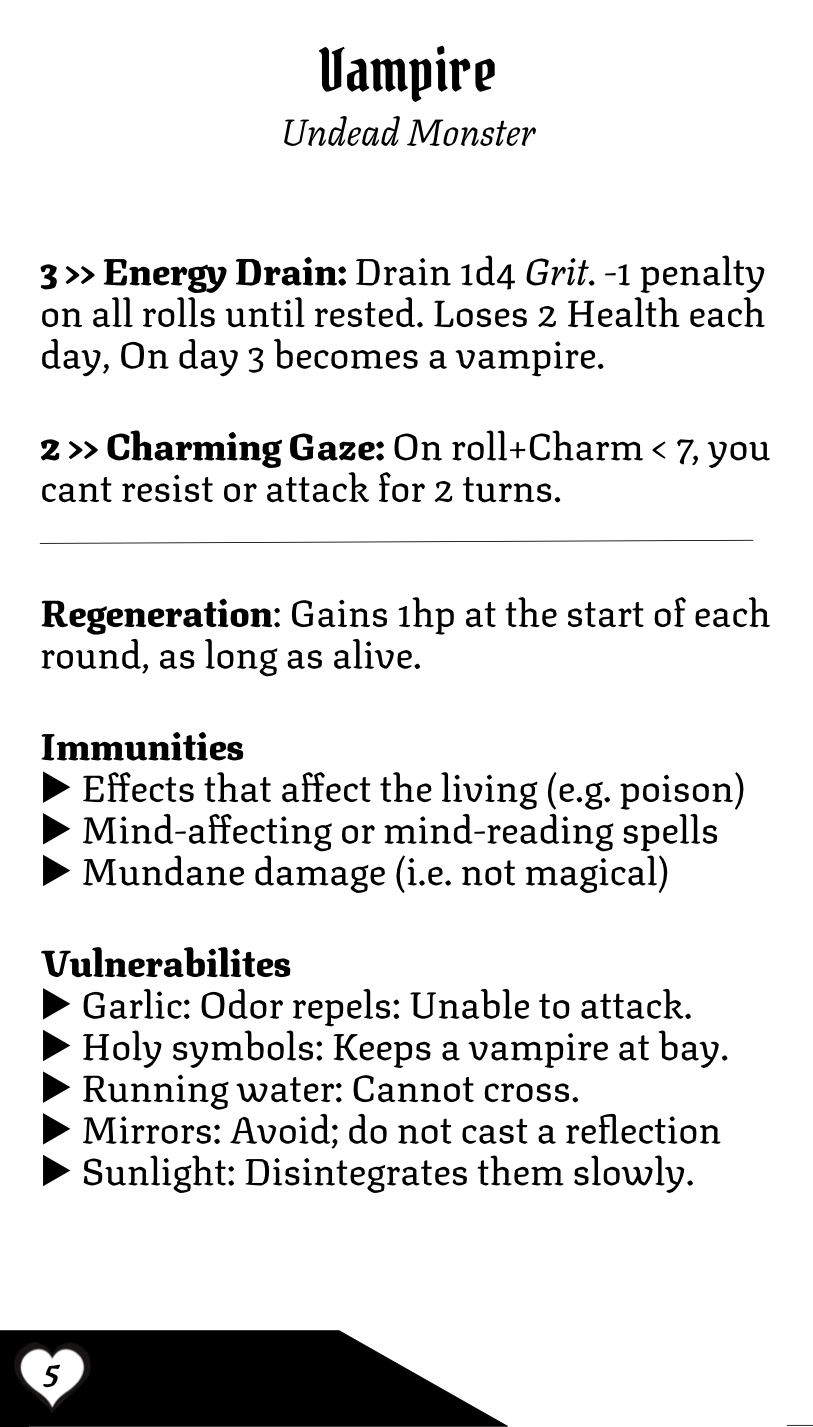 Vampire
Undead Monster
3 >> Energy Drain: Drain 1d4 Grit. -1 penalty
on all rolls until rested. Loses 2 Health each
day, On day 3 becomes a vampire.
2 >> Charming Gaze: On roll+Charm < 7, you
cant resist or attack for 2 turns.
Regeneration: Gains 1hp at the start of each
round, as long as alive.
Immunities
▶ Effects that affect the living (e.g. poison)
▶ Mind-affecting or mind-reading spells
▶ Mundane damage (i.e. not magical)
Vulnerabilites
▶ Garlic: Odor repels: Unable to attack.
▶ Holy symbols: Keeps a vampire at bay.
▶ Running water: Cannot cross.
▶ Mirrors: Avoid; do not cast a reflection
▶ Sunlight: Disintegrates them slowly.
5